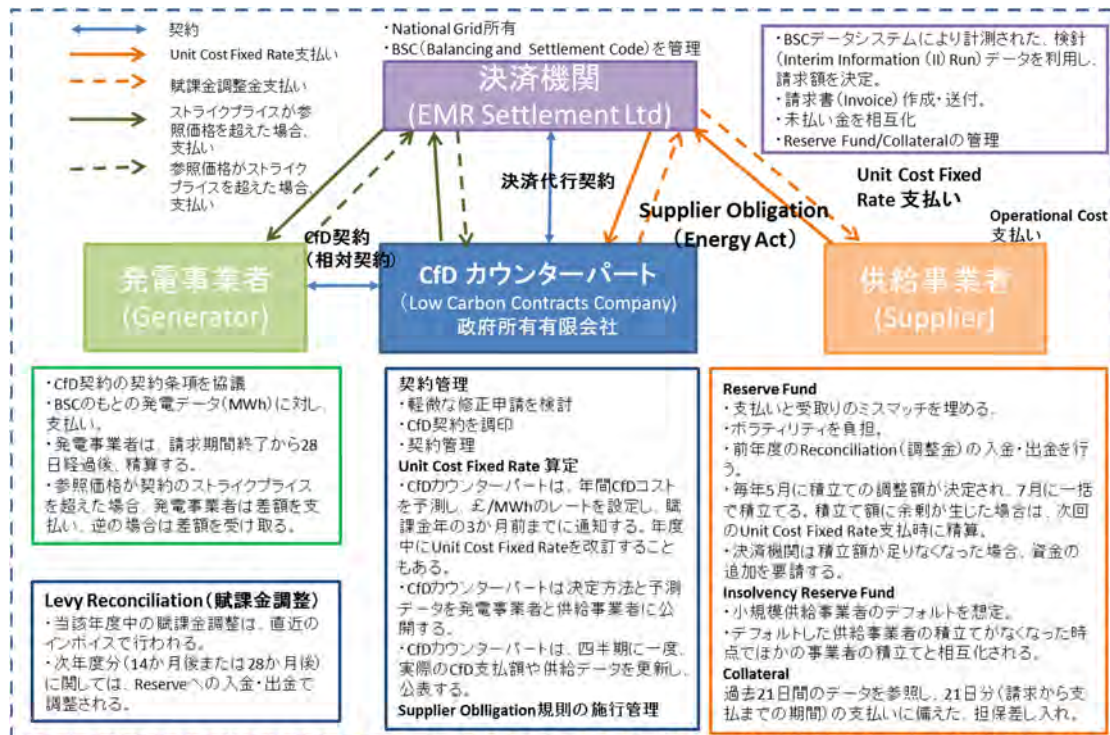 契約
Unit Cost Fixed Rate支払い
賦課金調整金支払い
ストライクプライスが参
照価格を超えた場合、
支払い
参照価格がストライク
プライスを超えた場合、
支払い
・National Grid所有
・BSC(Balancing and Settlement Code)を管理
決済機関
(EMR Settlement Ltd)
・BSCデータシステムにより計測された、検針
(Interim Information (II) Run)データを利用し、
請求額を決定。
・請求書(Invoice)作成・送付。
・未払い金を相互化
・Reserve Fund/Collateralの管理
決済代行契約
Unit Cost Fixed
Rate 支払い
Supplier Obligation
(Energy Act)
Operational Cost
支払い
CfD契約
(相対契約)
発電事業者
(Generator)
CfD カウンターパート
(Low Carbon Contracts Company)
政府所有有限会社
供給事業者
(Supplier)
・CfD契約の契約条項を協議
・BSCのもとの発電データ(MWh)に対し、
支払い。
・発電事業者は、請求期間終了から28
日経過後、精算する。
・参照価格が契約のストライクプライス
を超えた場合、発電事業者は差額を支
払い、逆の場合は差額を受け取る。
Levy Reconciliation(賦課金調整)
・当該年度中の賦課金調整は、直近の
インボイスで行われる。
・次年度分(14か月後または28か月後)
に関しては、Reserveへの入金・出金で
調整される。
契約管理
・軽微な修正申請を検討
・CfD契約を調印
・契約管理
Unit Cost Fixed Rate 算定
・CfDカウンターパートは、年間CfDコスト
を予測し、£/MWhのレートを設定し、賦
課金年の3か月前までに通知する。年度
中にUnit Cost Fixed Rateを改訂すること
もある。
・CfDカウンターパートは決定方法と予測
データを発電事業者と供給事業者に公
開する。
・CfDカウンターパートは、四半期に一度、
実際のCfD支払額や供給データを更新し、
公表する。
Supplier Oblligation規則の施行管理
Reserve Fund
・支払いと受取りのミスマッチを埋める、
・ボラティリティを負担。
・前年度のReconciliation(調整金)の入金・出金を行
う。
・毎年5月に積立ての調整額が決定され、7月に一括
で積立てる。積立て額に余剰が生じた場合は、次回
のUnit Cost Fixed Rate支払時に精算。
・決済機関は積立額が足りなくなった場合、資金の
追加を要請する。
Insolvency Reserve Fund
・小規模供給事業者のデフォルトを想定。
・デフォルトした供給事業者の積立てがなくなった時
点でほかの事業者の積立てと相互化される。
Collateral
過去21日間のデータを参照し、21日分(請求から支
払までの期間)の支払いに備えた、担保差し入れ。